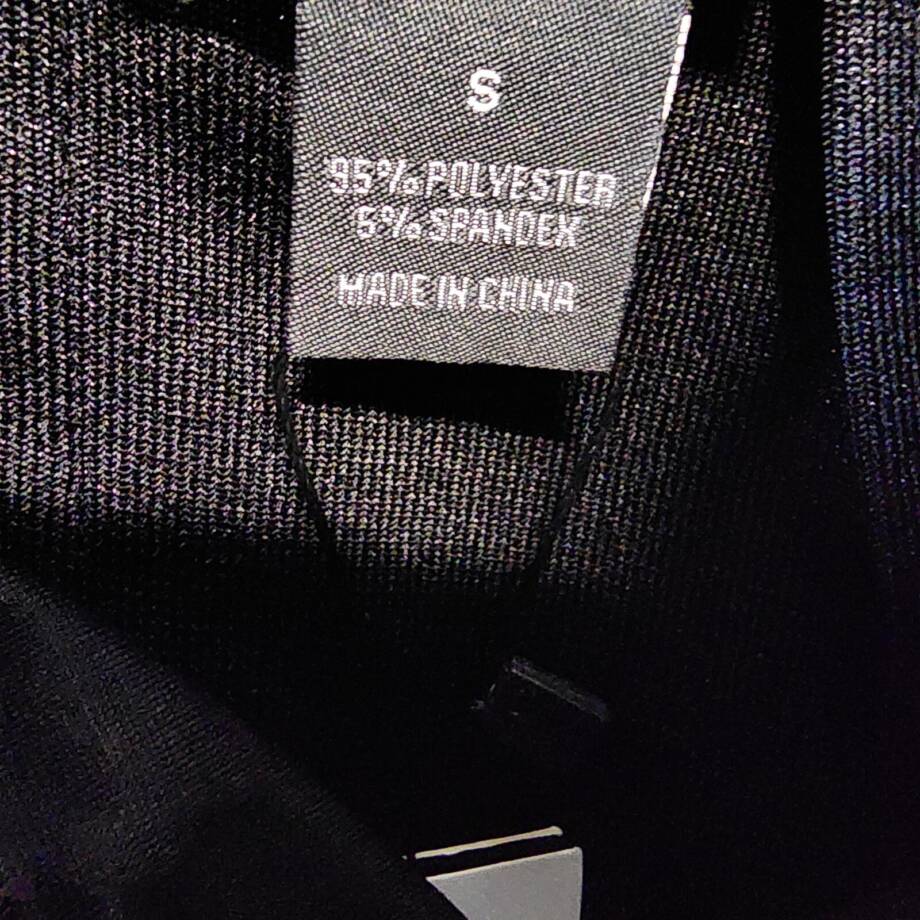 S
95% POLYESTER
5% SPANDEX
MADE IN CHINA